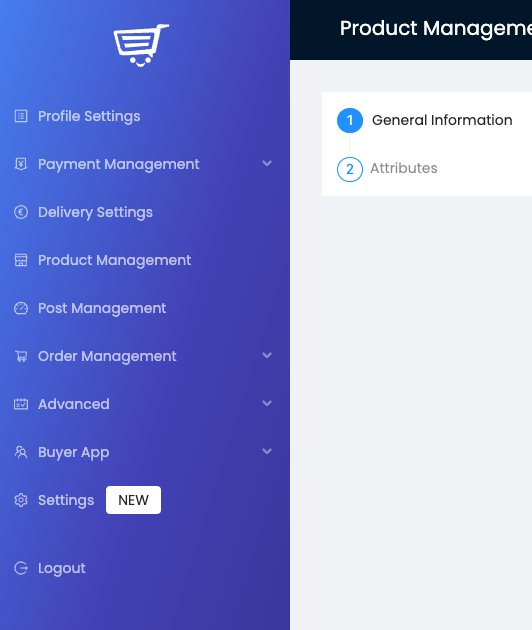 Product Manageme
Profile Settings
Payment Management
Delivery Settings
Product Management
Post Management
Order Management
Advanced
Buyer App
Settings NEW
Logout
1 General Information
2 Attributes